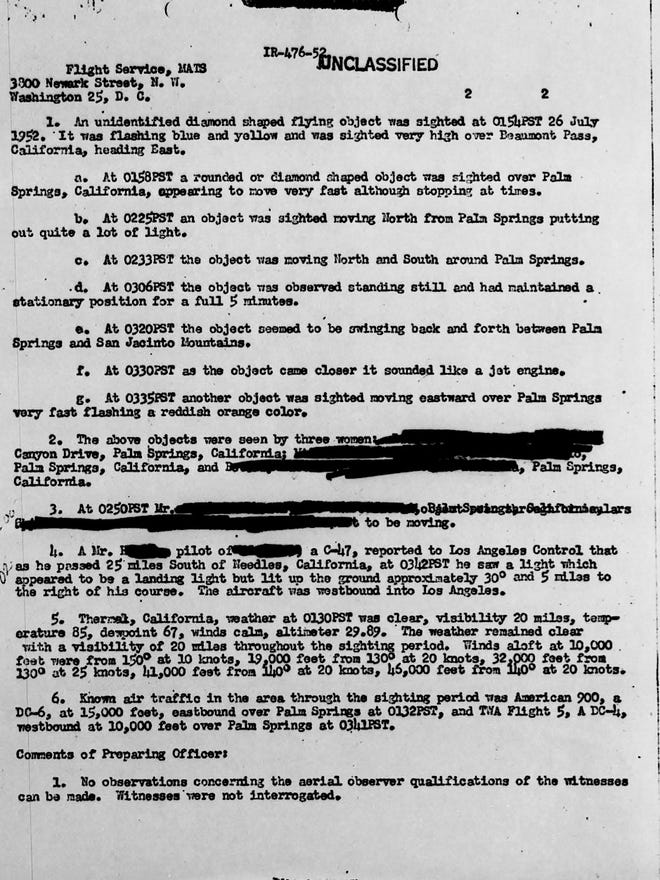 IR-476-52
UNCLASSIFIED
Flight Service, MATS
3800 Newark Street, N. W.
Washington 25, D. C.
2 2
1. An unidentified diamond shaped flying object was sighted at 0154PST 26 July
1952. It was flashing blue and yellow and was sighted very high over Beaumont Pass,
California, heading East.
a. At 0158PST a rounded or diamond shaped object was sighted over Palm
Springs, California, appearing to move very fast although stopping at times.
b. At 0225PST an object was sighted moving North from Palm Springs putting
out quite a lot of light.
c. At 0233PST the object was moving North and South around Palm Springs.
d. At 0306PST the object was observed standing still and had maintained a
stationary position for a full 5 minutes.
e. At 0320PST the object seemed to be swinging back and forth between Palm
Springs and San Jacinto Mountains.
f. At 0330PST as the object came closer it sounded like a jet engine.
g. At 0335PST another object was sighted moving eastward over Palm Springs
very fast flashing a reddish orange color.
2. The above objects were seen by three women;
Canyon Drive, Palm Springs, California;
Palm Springs, California, and , Palm Springs,
California.
3. At 0250PST Mr.
to be moving.
4. A Mr. pilot of a C-47, reported to Los Angeles Control that
as he passed 25 miles South of Needles, California, at 0342PST he saw a light which
appeared to be a landing light but lit up the ground approximately 30° and 5 miles to
the right of his course. The aircraft was westbound into Los Angeles.
5. Thermal, California, weather at 0130PST was clear, visibility 20 miles, temp-
erature 85, dewpoint 67, winds calm, altimeter 29.89. The weather remained clear
with a visibility of 20 miles throughout the sighting period. Winds aloft at 10,000
feet were from 150° at 10 knots, 19,000 feet from 130° at 20 knots, 32,000 feet from
130° at 25 knots, 41,000 feet from 140° at 20 knots, 46,000 feet from 140° at 20 knots.
6. Known air traffic in the area through the sighting period was American 900, a
DC-6, at 15,000 feet, eastbound over Palm Springs at 0132PST, and TWA Flight 5, A DC-4,
westbound at 10,000 feet over Palm Springs at 0341PST.
Comments of Preparing Officer:
1. No observations concerning the aerial observer qualifications of the witnesses
can be made. Witnesses were not interrogated.